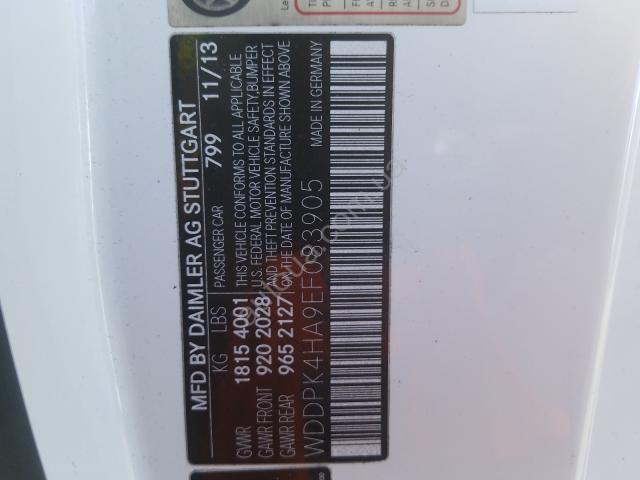 MFD BY DAIMLER AG STUTTGART
PASSENGER CAR 799 11/13
KG LBS
THIS VEHICLE CONFORMS TO ALL APPLICABLE
U.S. FEDERAL MOTOR VEHICLE SAFETY,BUMPER
AND THEFT PREVENTION STANDARDS IN EFFECT
ON THE DATE OF MANUFACTURE SHOWN ABOVE
GVWR 1815 4001
GAWR FRONT 920 2028
GAWR REAR 965 2127
WDDPK4HA9EF083905
MADE IN GERMANY